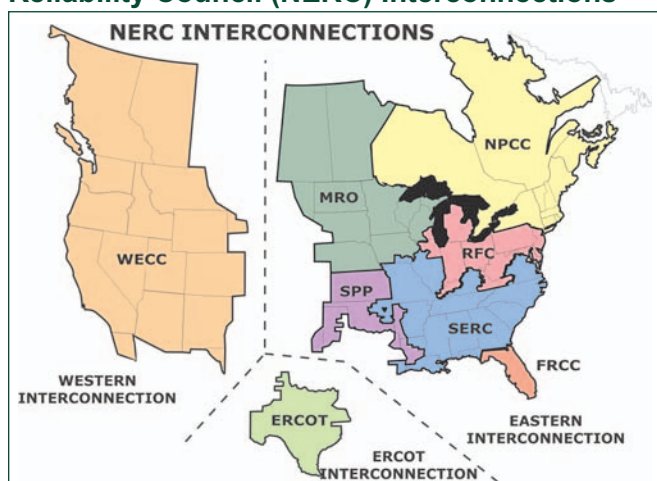 Reliability Council (NERC) Interconnections
NERC INTERCONNECTIONS
NPCC
MRO
RFC
WECC
SPP
SERC
FRCC
WESTERN
INTERCONNECTION
EASTERN
INTERCONNECTION
ERCOT
ERCOT
INTERCONNECTION